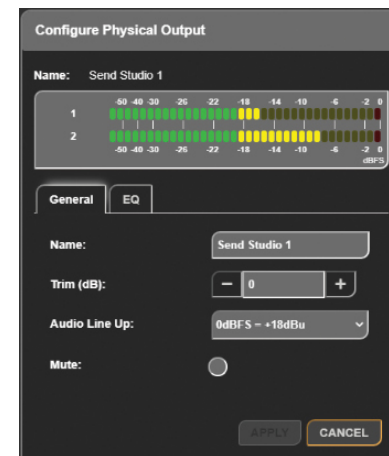 Configure Physical Output
Name: Send Studio 1
-60 -40 -30 -26 -22 -18 -14 -10 -6 -2 0
1
2
-50 -40 -30 -26 -22 -18 -14 -10 -6 -2 0
dBFS
General EQ
Name: Send Studio 1
Trim (dB): − 0 +
Audio Line Up: 0dBFS = +18dBu
Mute:
APPLY CANCEL